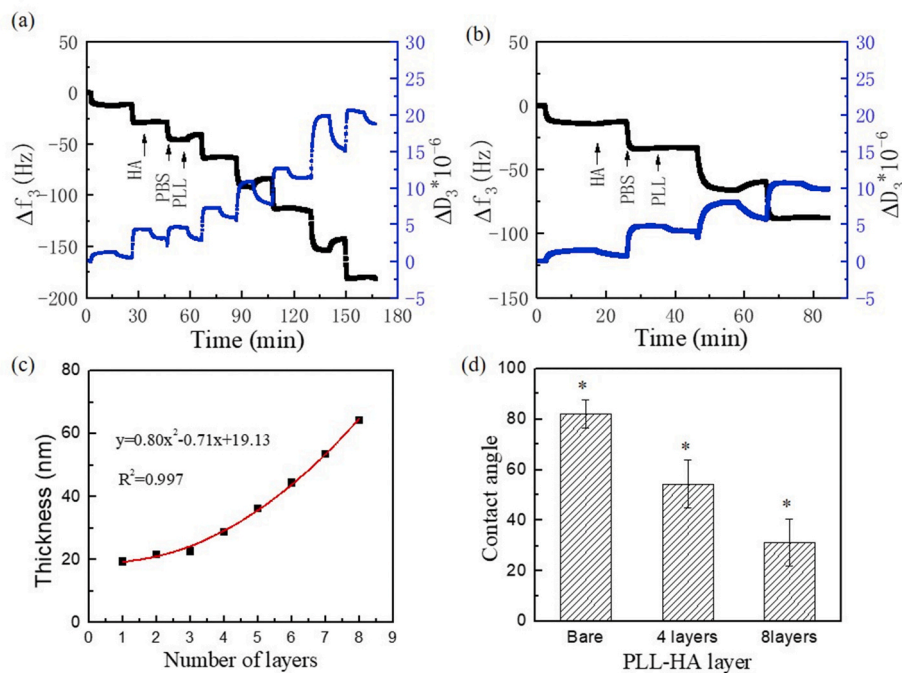 (a)
50
0
−50
−100
−150
−200
Δf₃ (Hz)
HA
PBS
PLL
30
25
20
15
10
5
0
−5
ΔD₃*10⁻⁶
0 30 60 90 120 150 180
Time (min)
(b)
50
0
−50
−100
−150
Δf₃ (Hz)
HA
PBS
PLL
30
25
20
15
10
5
0
−5
ΔD₃*10⁻⁶
0 20 40 60 80
Time (min)
(c)
80
60
40
20
0
Thickness (nm)
y=0.80x²-0.71x+19.13
R²=0.997
0 1 2 3 4 5 6 7 8 9
Number of layers
(d)
100
80
60
40
20
0
Contact angle
*
*
*
Bare 4 layers 8layers
PLL-HA layer